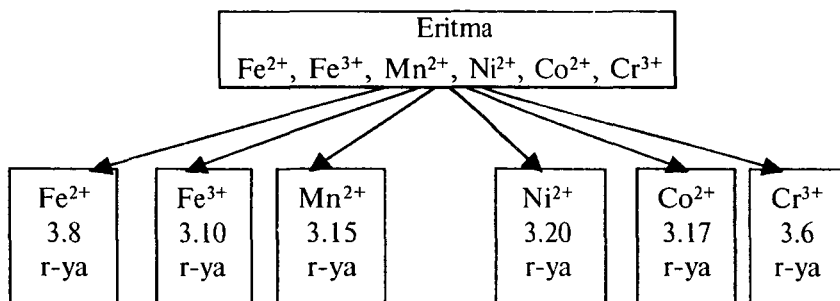 Eritma
Fe²⁺, Fe³⁺, Mn²⁺, Ni²⁺, Co²⁺, Cr³⁺
Fe²⁺
3.8
r-ya
Fe³⁺
3.10
r-ya
Mn²⁺
3.15
r-ya
Ni²⁺
3.20
r-ya
Co²⁺
3.17
r-ya
Cr³⁺
3.6
r-ya